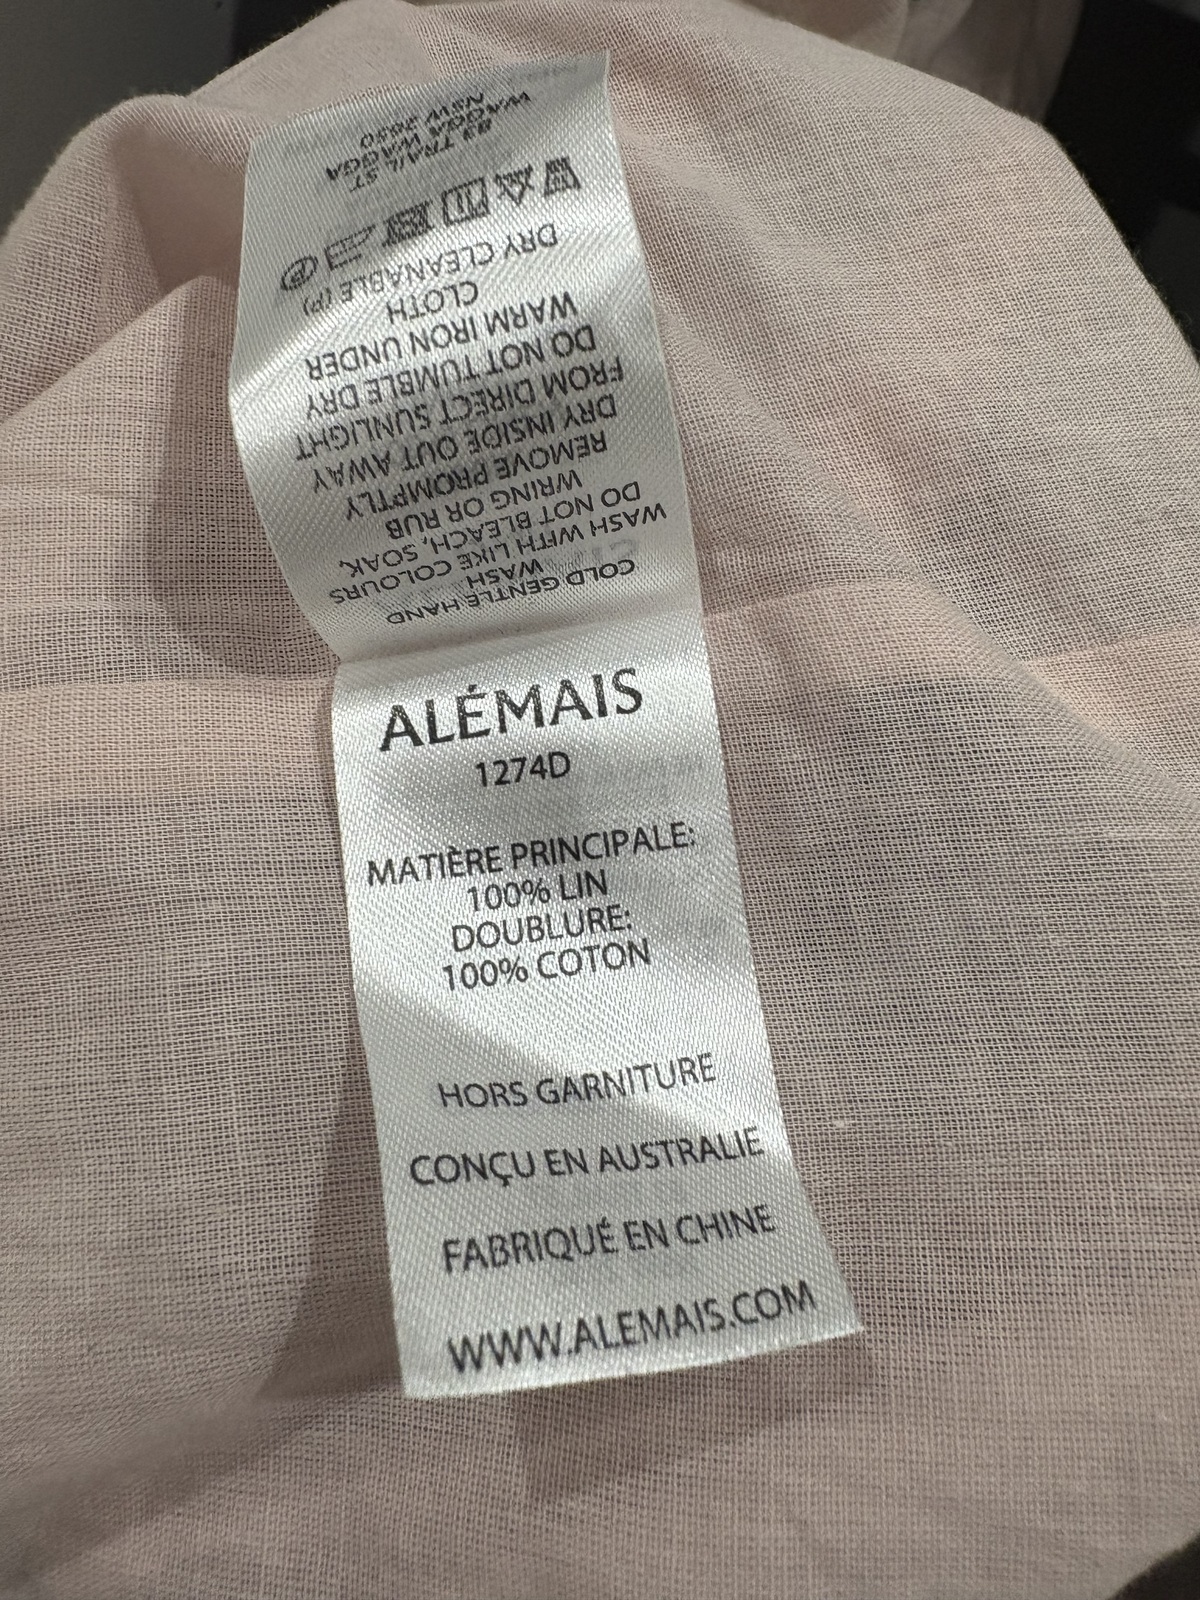 ALÉMAIS
1274D
MATIÈRE PRINCIPALE:
100% LIN
DOUBLURE:
100% COTON
HORS GARNITURE
CONÇU EN AUSTRALIE
FABRIQUÉ EN CHINE
WWW.ALEMAIS.COM
COLD GENTLE HAND
WASH
WASH WITH LIKE COLOURS
DO NOT BLEACH, SOAK,
WRING OR RUB
REMOVE PROMPTLY
DRY INSIDE OUT AWAY
FROM DIRECT SUNLIGHT
DO NOT TUMBLE DRY
WARM IRON UNDER
CLOTH
DRY CLEANABLE (P)
P
83 TRAIL ST
WAGGA WAGGA
NSW 2650